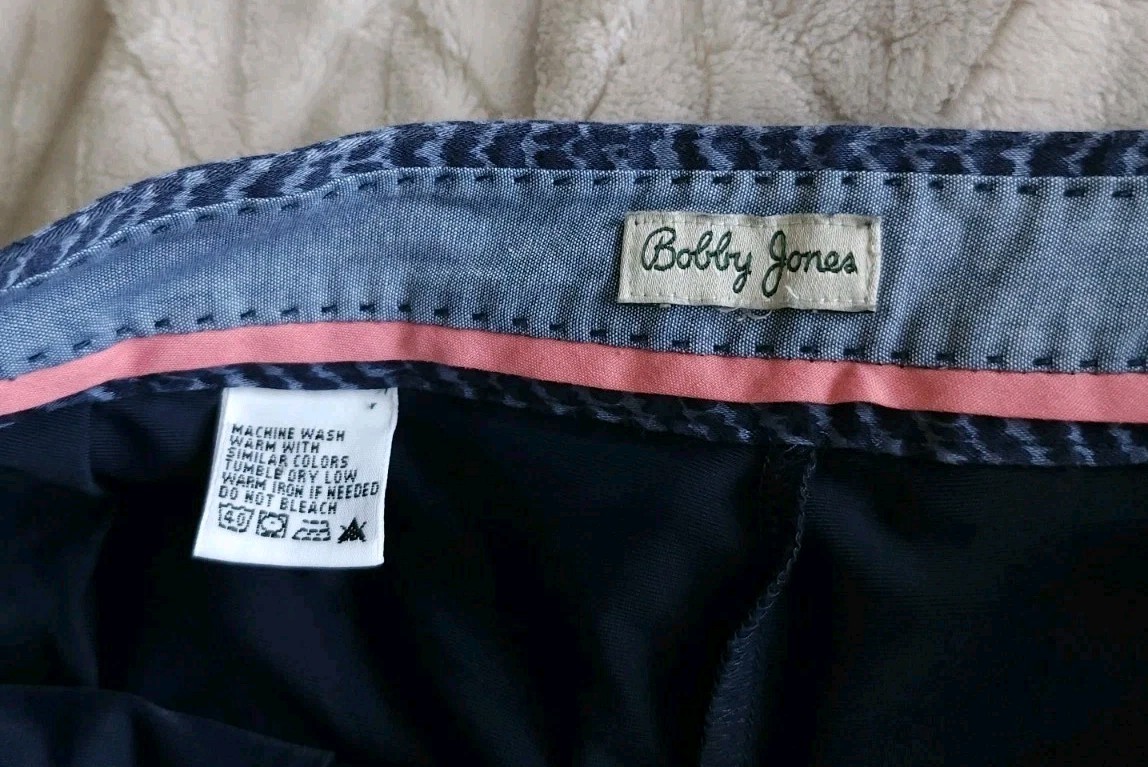 Bobby Jones
MACHINE WASH
WARM WITH
SIMILAR COLORS
TUMBLE DRY LOW
WARM IRON IF NEEDED
DO NOT BLEACH
40